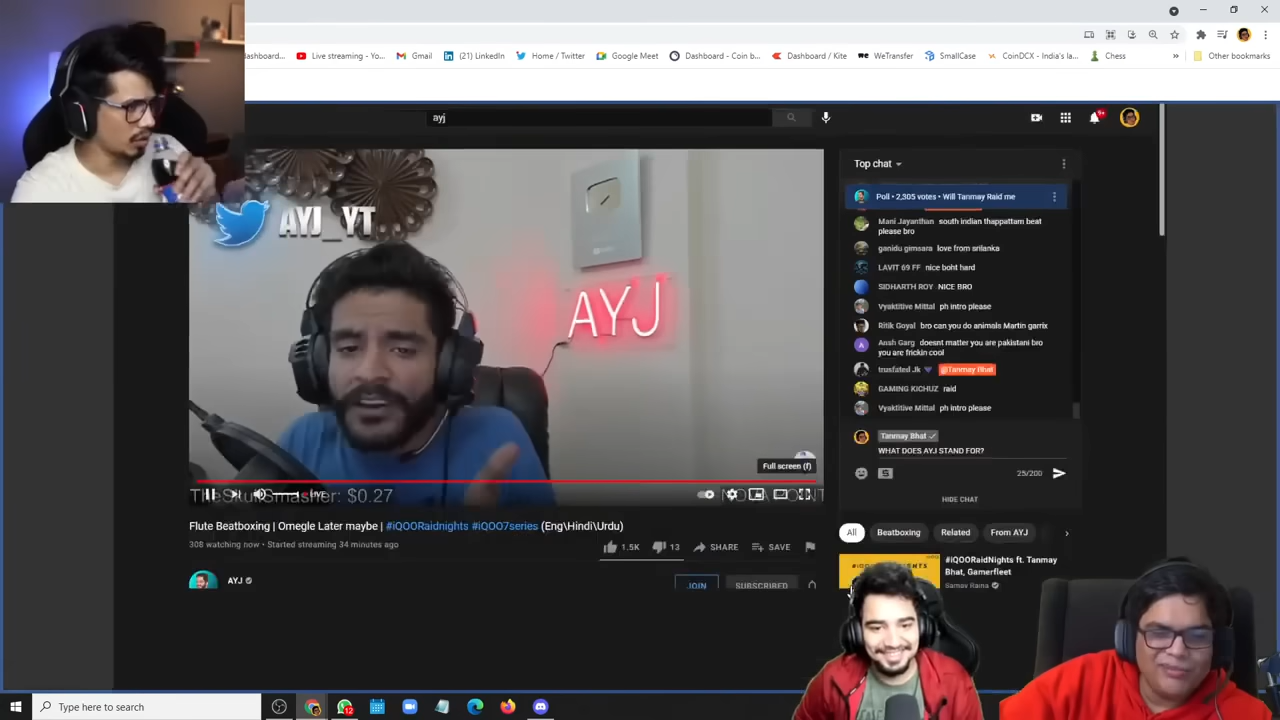 ashboard...
Live streaming - Yo...
Gmail
(21) LinkedIn
Home / Twitter
Google Meet
Dashboard - Coin b...
Dashboard / Kite
WeTransfer
SmallCase
CoinDCX - India's la...
Chess
»
Other bookmarks
ayj
9+
AYJ_YT
AYJ
Full screen (f)
TheSkullSmasher: $0.27
LIVE
Flute Beatboxing | Omegle Later maybe | #iQOORaidnights #iQOO7series (Eng\Hindi\Urdu)
308 watching now • Started streaming 34 minutes ago
1.5K
13
SHARE
SAVE
AYJ
JOIN
SUBSCRIBED
Top chat
Poll • 2,305 votes • Will Tanmay Raid me
Mani Jayanthan south indian thappattam beat
please bro
ganidu gimsara love from srilanka
LAVIT 69 FF nice boht hard
SIDHARTH ROY NICE BRO
Vyaktitive Mittal ph intro please
Ritik Goyal bro can you do animals Martin garrix
Ansh Garg doesnt matter you are pakistani bro
you are frickin cool
trusfated Jk @Tanmay Bhat
GAMING KICHUZ raid
Vyaktitive Mittal ph intro please
Tanmay Bhat
WHAT DOES AYJ STAND FOR?
25/200
HIDE CHAT
All
Beatboxing
Related
From AYJ
#iQOORaidNights ft. Tanmay
Bhat, Gamerfleet
Samay Raina
Type here to search
12